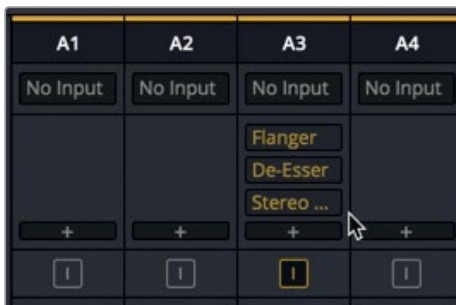 A1 A2 A3 A4
No Input No Input No Input No Input
Flanger
De-Esser
Stereo ...
+ + + +
I I I I